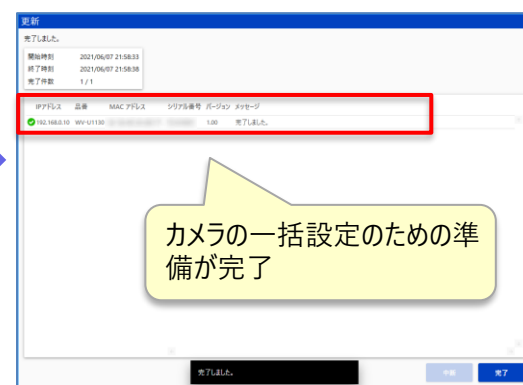 更新
完了しました。
開始時刻 2021/06/07 21:58:33
終了時刻 2021/06/07 21:58:38
完了件数 1 / 1
IPアドレス 品番 MAC アドレス シリアル番号 バージョン メッセージ
192.168.0.10 WV-U1130 1.00 完了しました。
カメラの一括設定のための準
備が完了
完了しました。
中断 完了